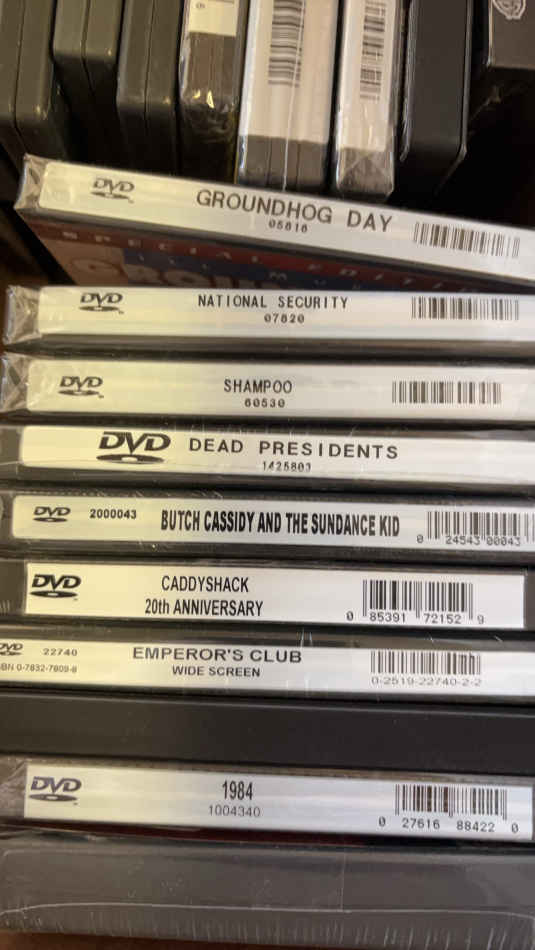 DVD
GROUNDHOG DAY
05816
SPECIAL EDITION
DVD
NATIONAL SECURITY
07820
DVD
SHAMPOO
60530
DVD
DEAD PRESIDENTS
1425803
DVD
2000043
BUTCH CASSIDY AND THE SUNDANCE KID
0 24543 00043
DVD
CADDYSHACK
20th ANNIVERSARY
0 85391 72152 9
DVD
22740
BN 0-7832-7809-8
EMPEROR'S CLUB
WIDE SCREEN
0-2519-22740-2-2
DVD
1984
1004340
0 27616 88422 0